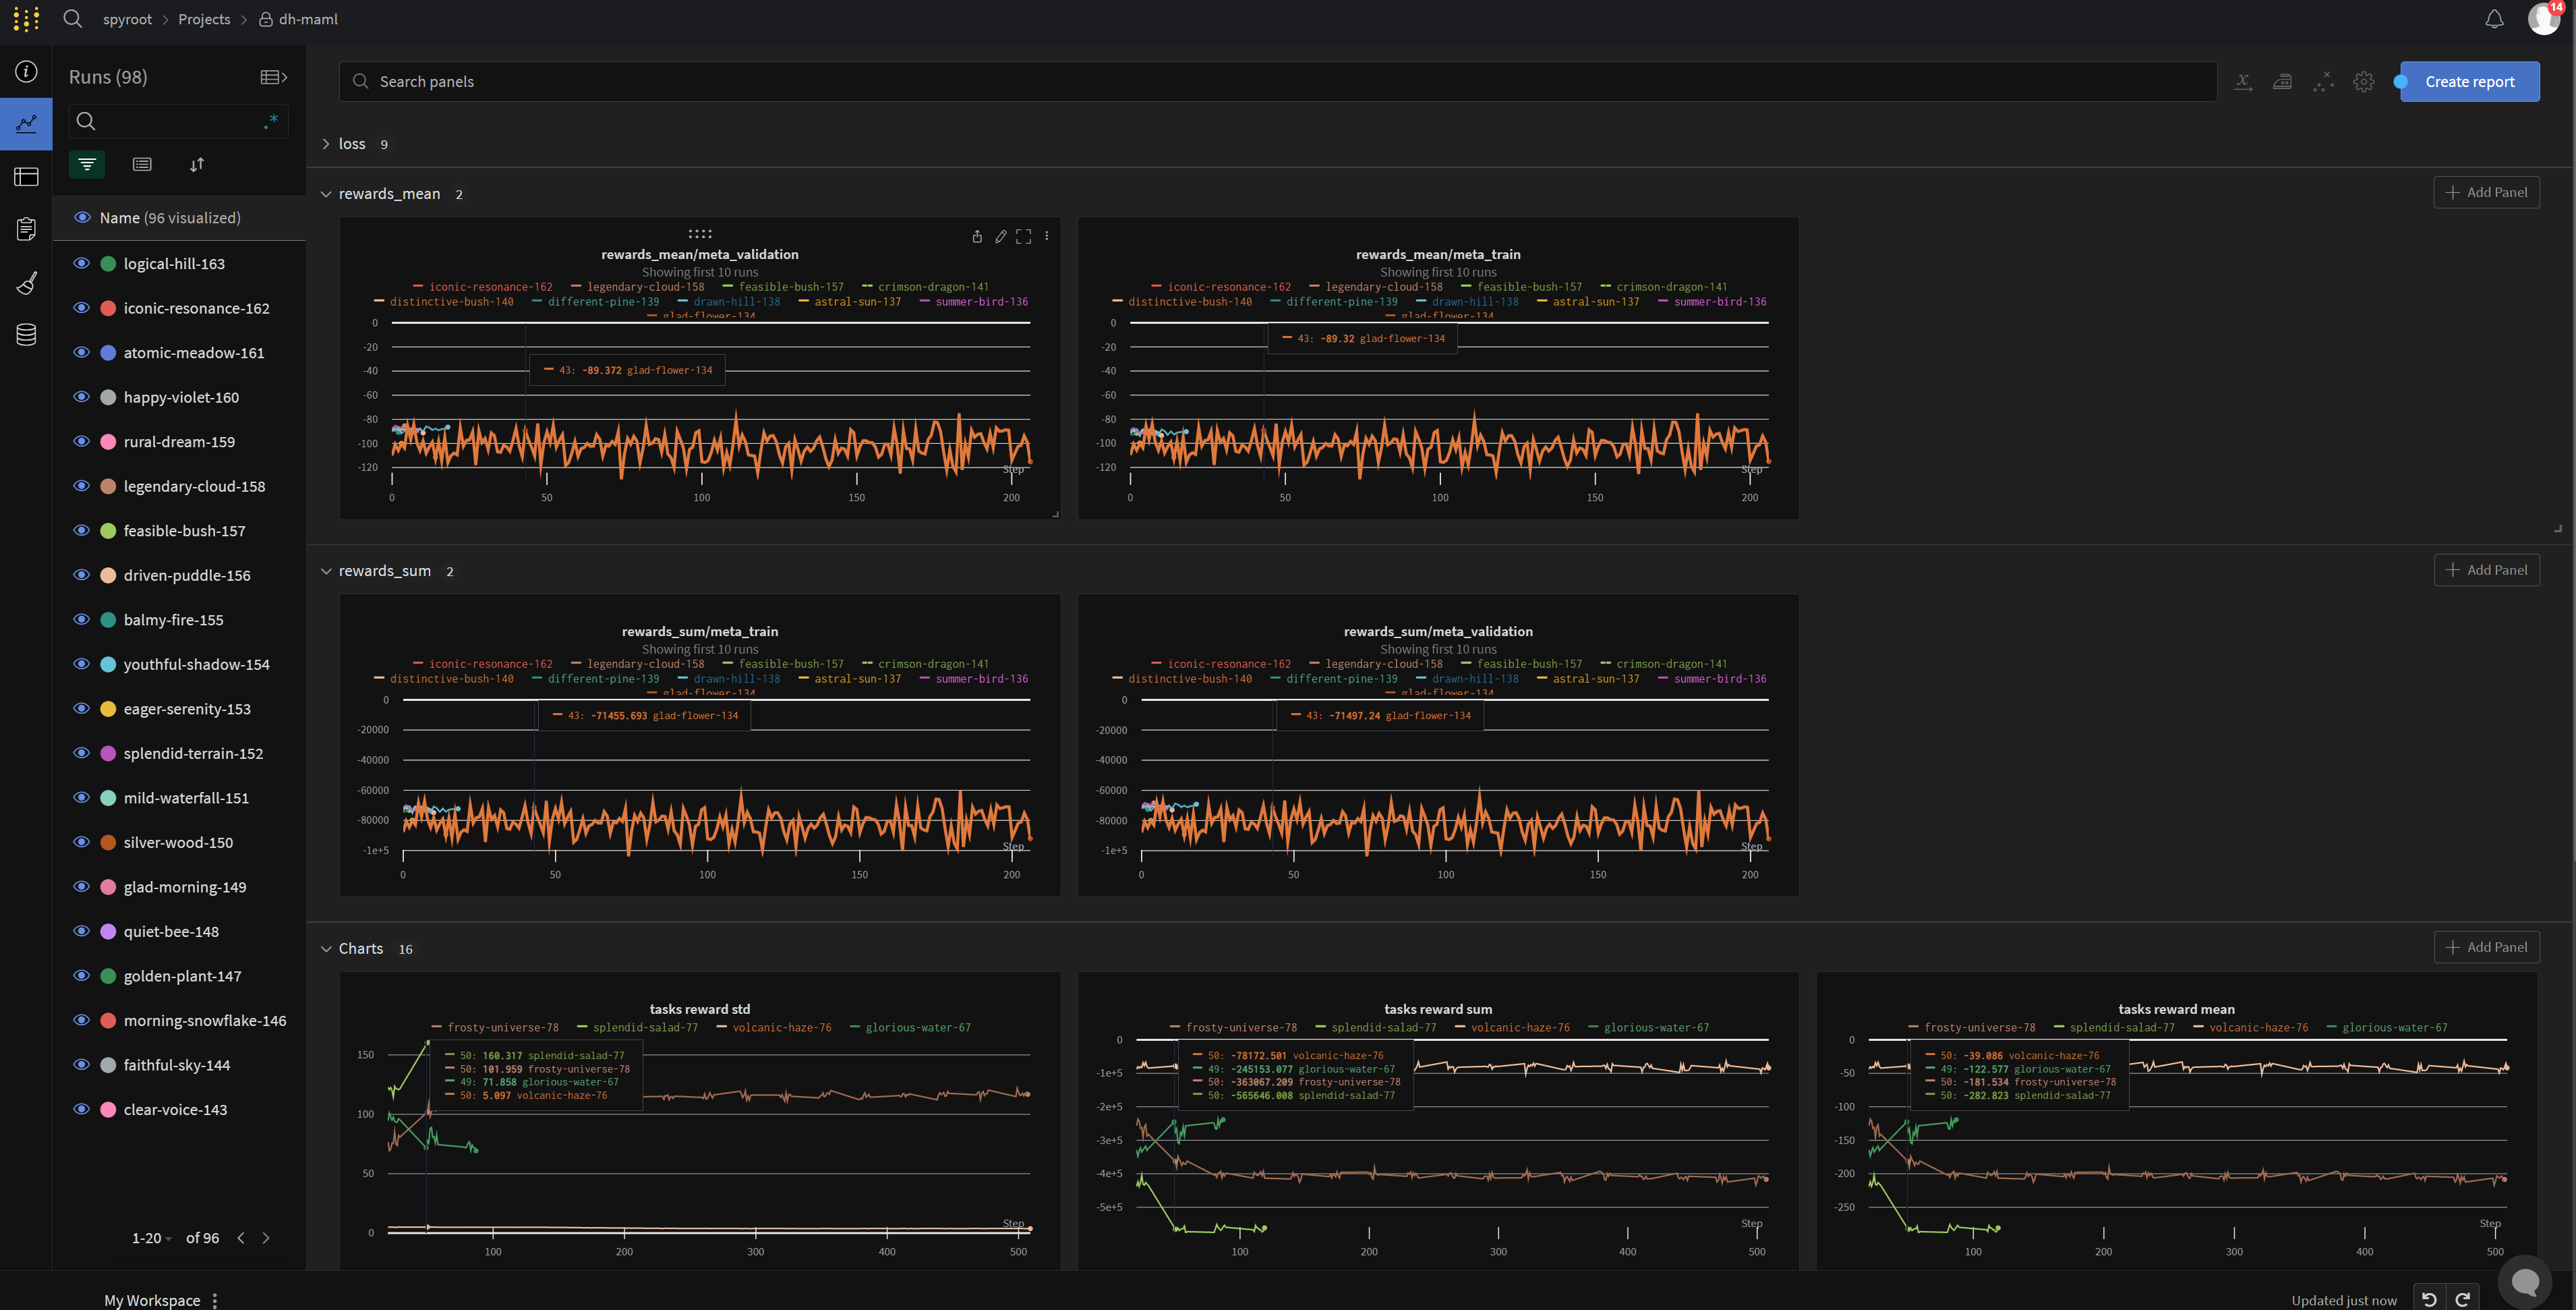 spyroot > Projects > dh-maml
14
Runs (98)
.*
Name (96 visualized)
logical-hill-163
iconic-resonance-162
atomic-meadow-161
happy-violet-160
rural-dream-159
legendary-cloud-158
feasible-bush-157
driven-puddle-156
balmy-fire-155
youthful-shadow-154
eager-serenity-153
splendid-terrain-152
mild-waterfall-151
silver-wood-150
glad-morning-149
quiet-bee-148
golden-plant-147
morning-snowflake-146
faithful-sky-144
clear-voice-143
1-20 of 96
Search panels
Create report
loss 9
rewards_mean 2
Add Panel
rewards_mean/meta_validation
Showing first 10 runs
iconic-resonance-162 legendary-cloud-158 feasible-bush-157 crimson-dragon-141
distinctive-bush-140 different-pine-139 drawn-hill-138 astral-sun-137 summer-bird-136
glad-flower-134
0
-20
-40
-60
-80
-100
-120
43: -89.372 glad-flower-134
Step
0 50 100 150 200
rewards_mean/meta_train
Showing first 10 runs
iconic-resonance-162 legendary-cloud-158 feasible-bush-157 crimson-dragon-141
distinctive-bush-140 different-pine-139 drawn-hill-138 astral-sun-137 summer-bird-136
glad-flower-134
0
-20
-40
-60
-80
-100
-120
43: -89.32 glad-flower-134
Step
0 50 100 150 200
rewards_sum 2
Add Panel
rewards_sum/meta_train
Showing first 10 runs
iconic-resonance-162 legendary-cloud-158 feasible-bush-157 crimson-dragon-141
distinctive-bush-140 different-pine-139 drawn-hill-138 astral-sun-137 summer-bird-136
glad-flower-134
0
-20000
-40000
-60000
-80000
-1e+5
43: -71455.693 glad-flower-134
Step
0 50 100 150 200
rewards_sum/meta_validation
Showing first 10 runs
iconic-resonance-162 legendary-cloud-158 feasible-bush-157 crimson-dragon-141
distinctive-bush-140 different-pine-139 drawn-hill-138 astral-sun-137 summer-bird-136
glad-flower-134
0
-20000
-40000
-60000
-80000
-1e+5
43: -71497.24 glad-flower-134
Step
0 50 100 150 200
Charts 16
Add Panel
tasks reward std
frosty-universe-78 splendid-salad-77 volcanic-haze-76 glorious-water-67
150
100
50
0
50: 160.317 splendid-salad-77
50: 101.959 frosty-universe-78
49: 71.858 glorious-water-67
50: 5.097 volcanic-haze-76
Step
100 200 300 400 500
tasks reward sum
frosty-universe-78 splendid-salad-77 volcanic-haze-76 glorious-water-67
0
-1e+5
-2e+5
-3e+5
-4e+5
-5e+5
50: -78172.501 volcanic-haze-76
49: -245153.077 glorious-water-67
50: -363067.209 frosty-universe-78
50: -565646.008 splendid-salad-77
Step
100 200 300 400 500
tasks reward mean
frosty-universe-78 splendid-salad-77 volcanic-haze-76 glorious-water-67
0
-50
-100
-150
-200
-250
50: -39.086 volcanic-haze-76
49: -122.577 glorious-water-67
50: -181.534 frosty-universe-78
50: -282.823 splendid-salad-77
Step
100 200 300 400 500
My Workspace
Updated just now